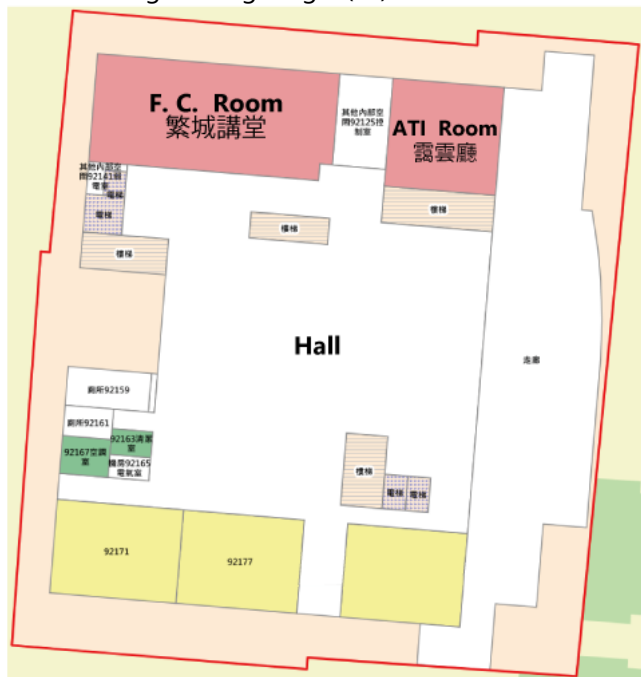 F. C. Room
繁城講堂
其他內部空
間92125控
制室
ATI Room
靄雲廳
其他內部空
間92141弱
電室
電梯
電梯
樓梯
樓梯
樓梯
Hall
走廊
廁所92159
廁所92161
92163清潔
室
92167空調
室
機房92165
電氣室
樓梯
電梯
電梯
92171
92177